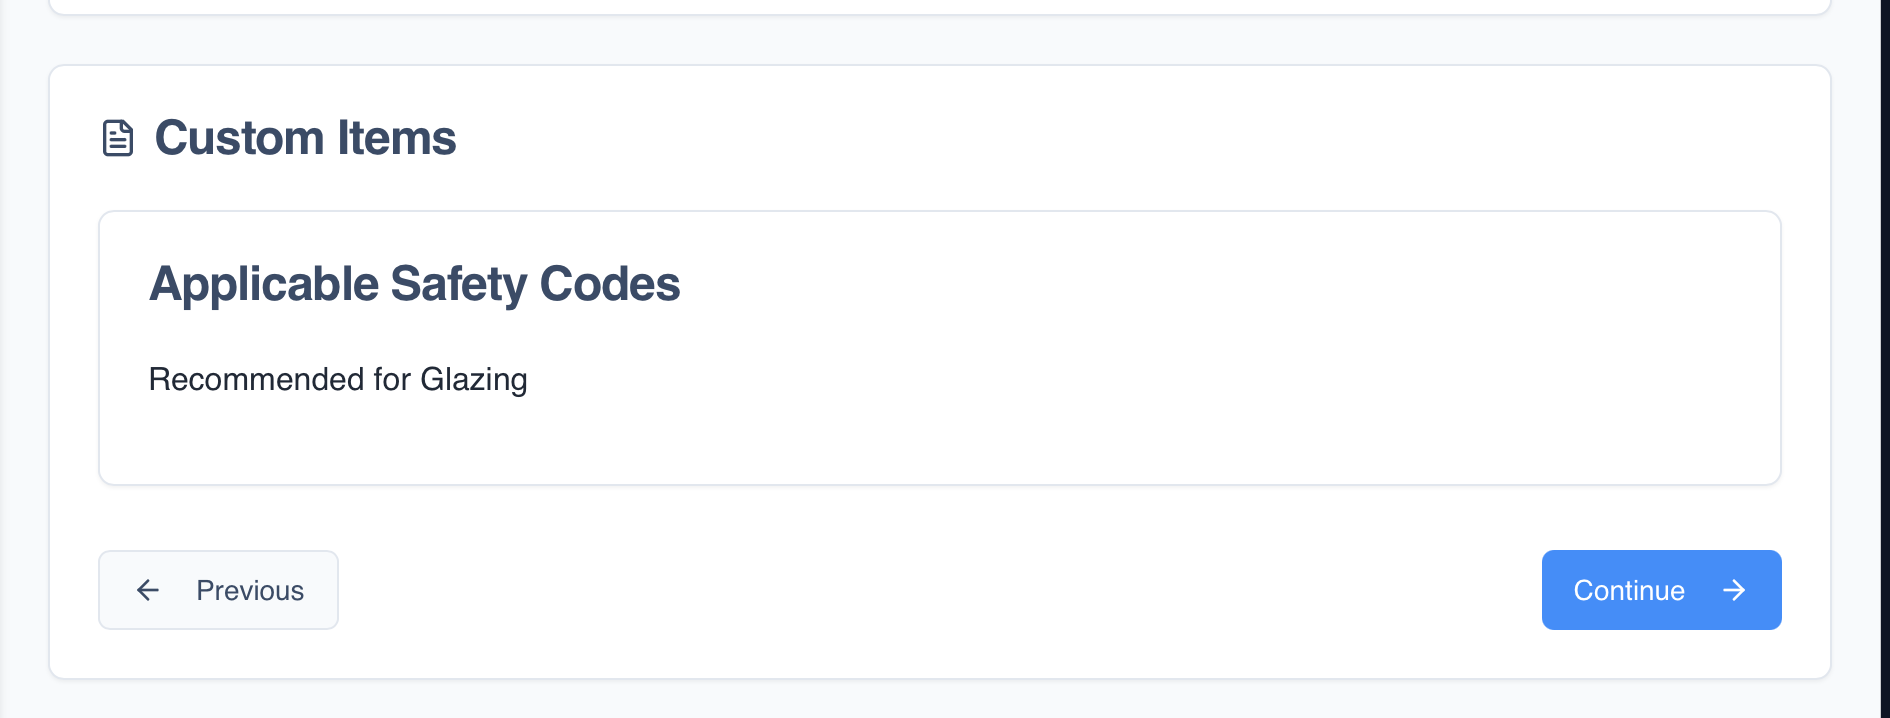 Custom Items
Applicable Safety Codes
Recommended for Glazing
Previous
Continue